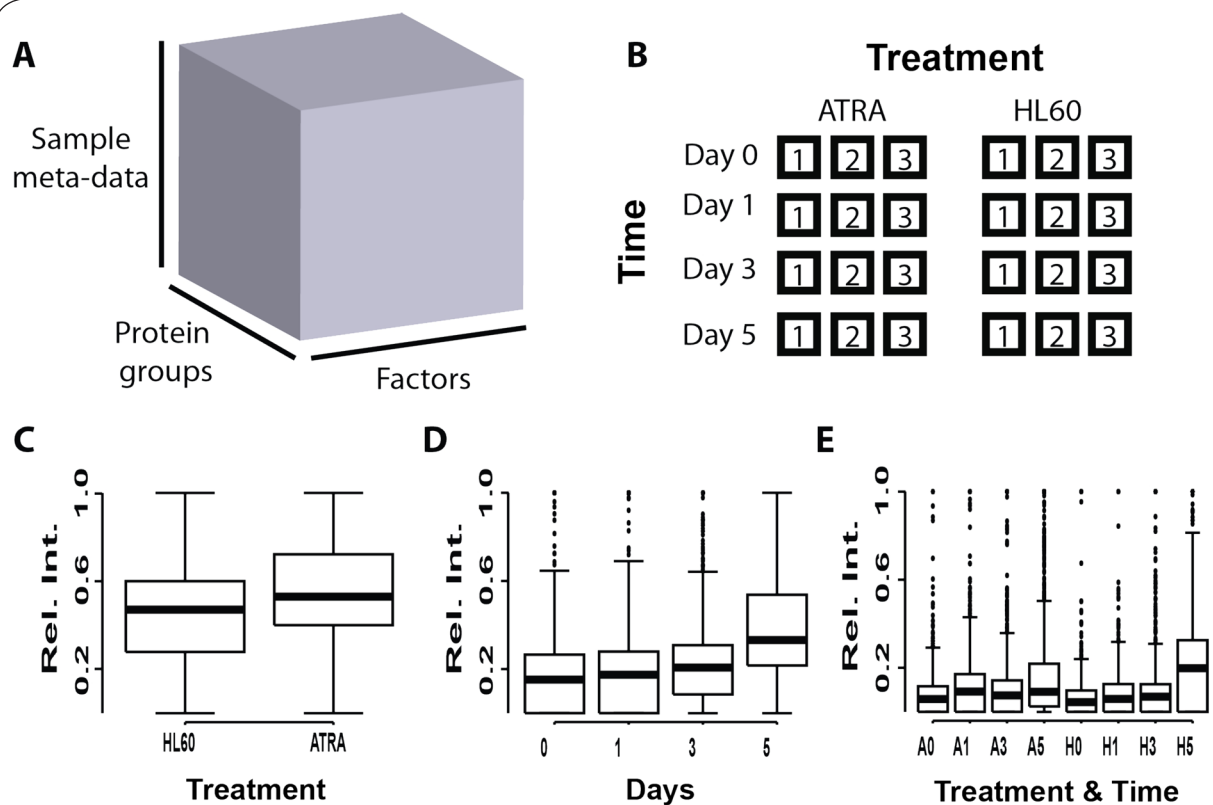 A
Sample
meta-data
Protein
groups
Factors
B
Treatment
ATRA HL60
Time
Day 0 1 2 3 1 2 3
Day 1 1 2 3 1 2 3
Day 3 1 2 3 1 2 3
Day 5 1 2 3 1 2 3
C
Rel. Int.
1.0
0.6
0.2
HL60 ATRA
Treatment
D
Rel. Int.
1.0
0.6
0.2
0 1 3 5
Days
E
Rel. Int.
1.0
0.6
0.2
A0 A1 A3 A5 H0 H1 H3 H5
Treatment & Time